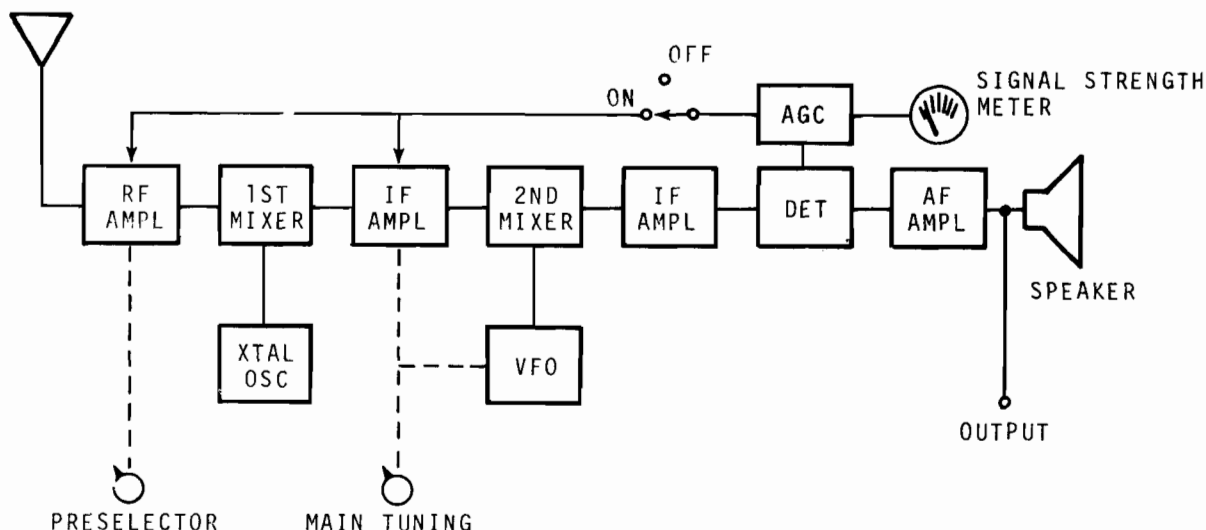 OFF
SIGNAL STRENGTH
METER
ON
AGC
RF
AMPL
1ST
MIXER
IF
AMPL
2ND
MIXER
IF
AMPL
DET
AF
AMPL
SPEAKER
XTAL
OSC
VFO
OUTPUT
PRESELECTOR
MAIN TUNING